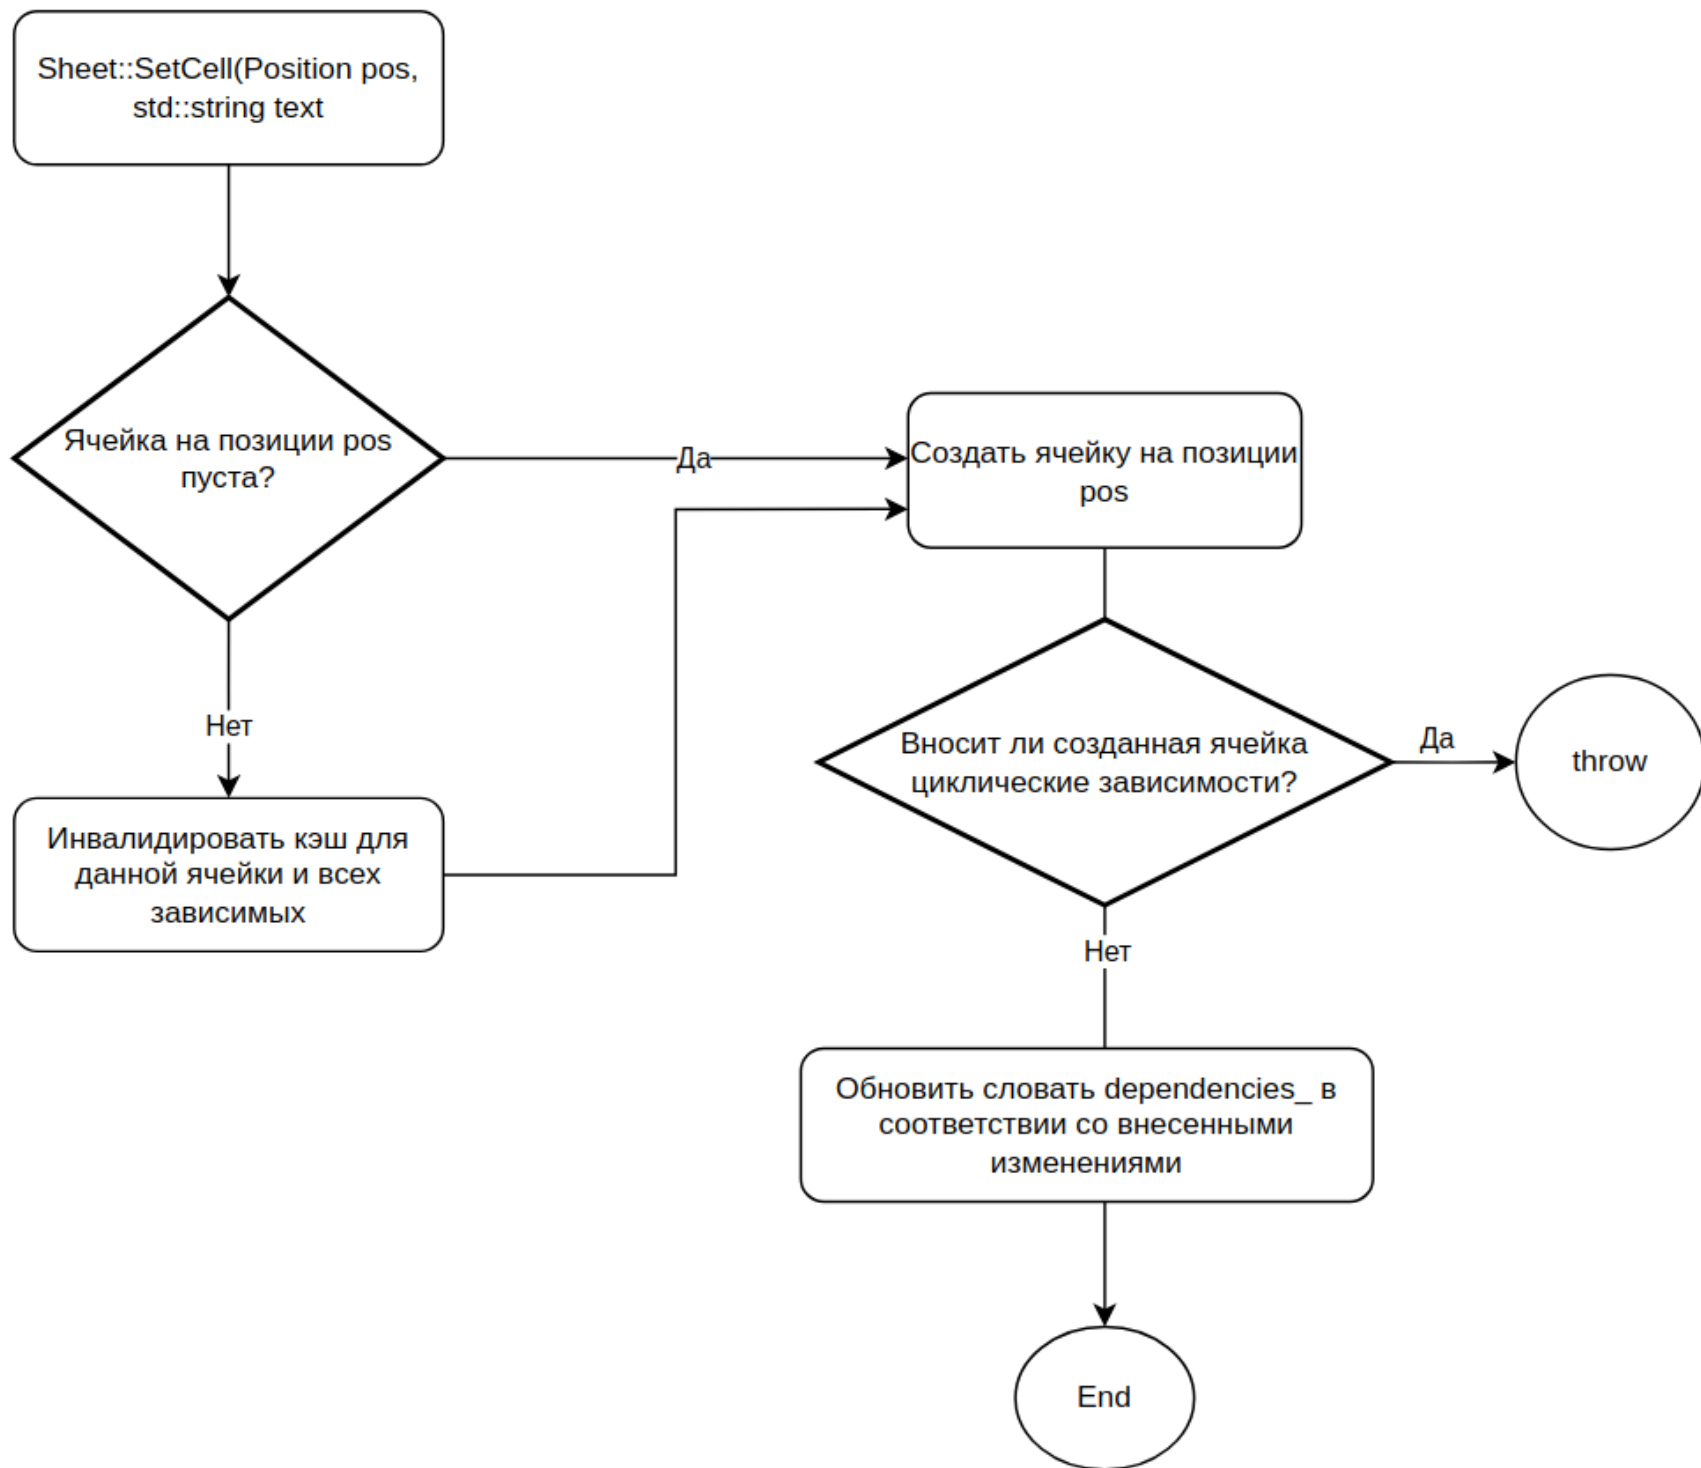 Sheet::SetCell(Position pos,
std::string text
Ячейка на позиции pos
пуста?
Да
Создать ячейку на позиции
pos
Нет
Инвалидировать кэш для
данной ячейки и всех
зависимых
Вносит ли созданная ячейка
циклические зависимости?
Да
throw
Нет
Обновить словать dependencies_ в
соответствии со внесенными
изменениями
End